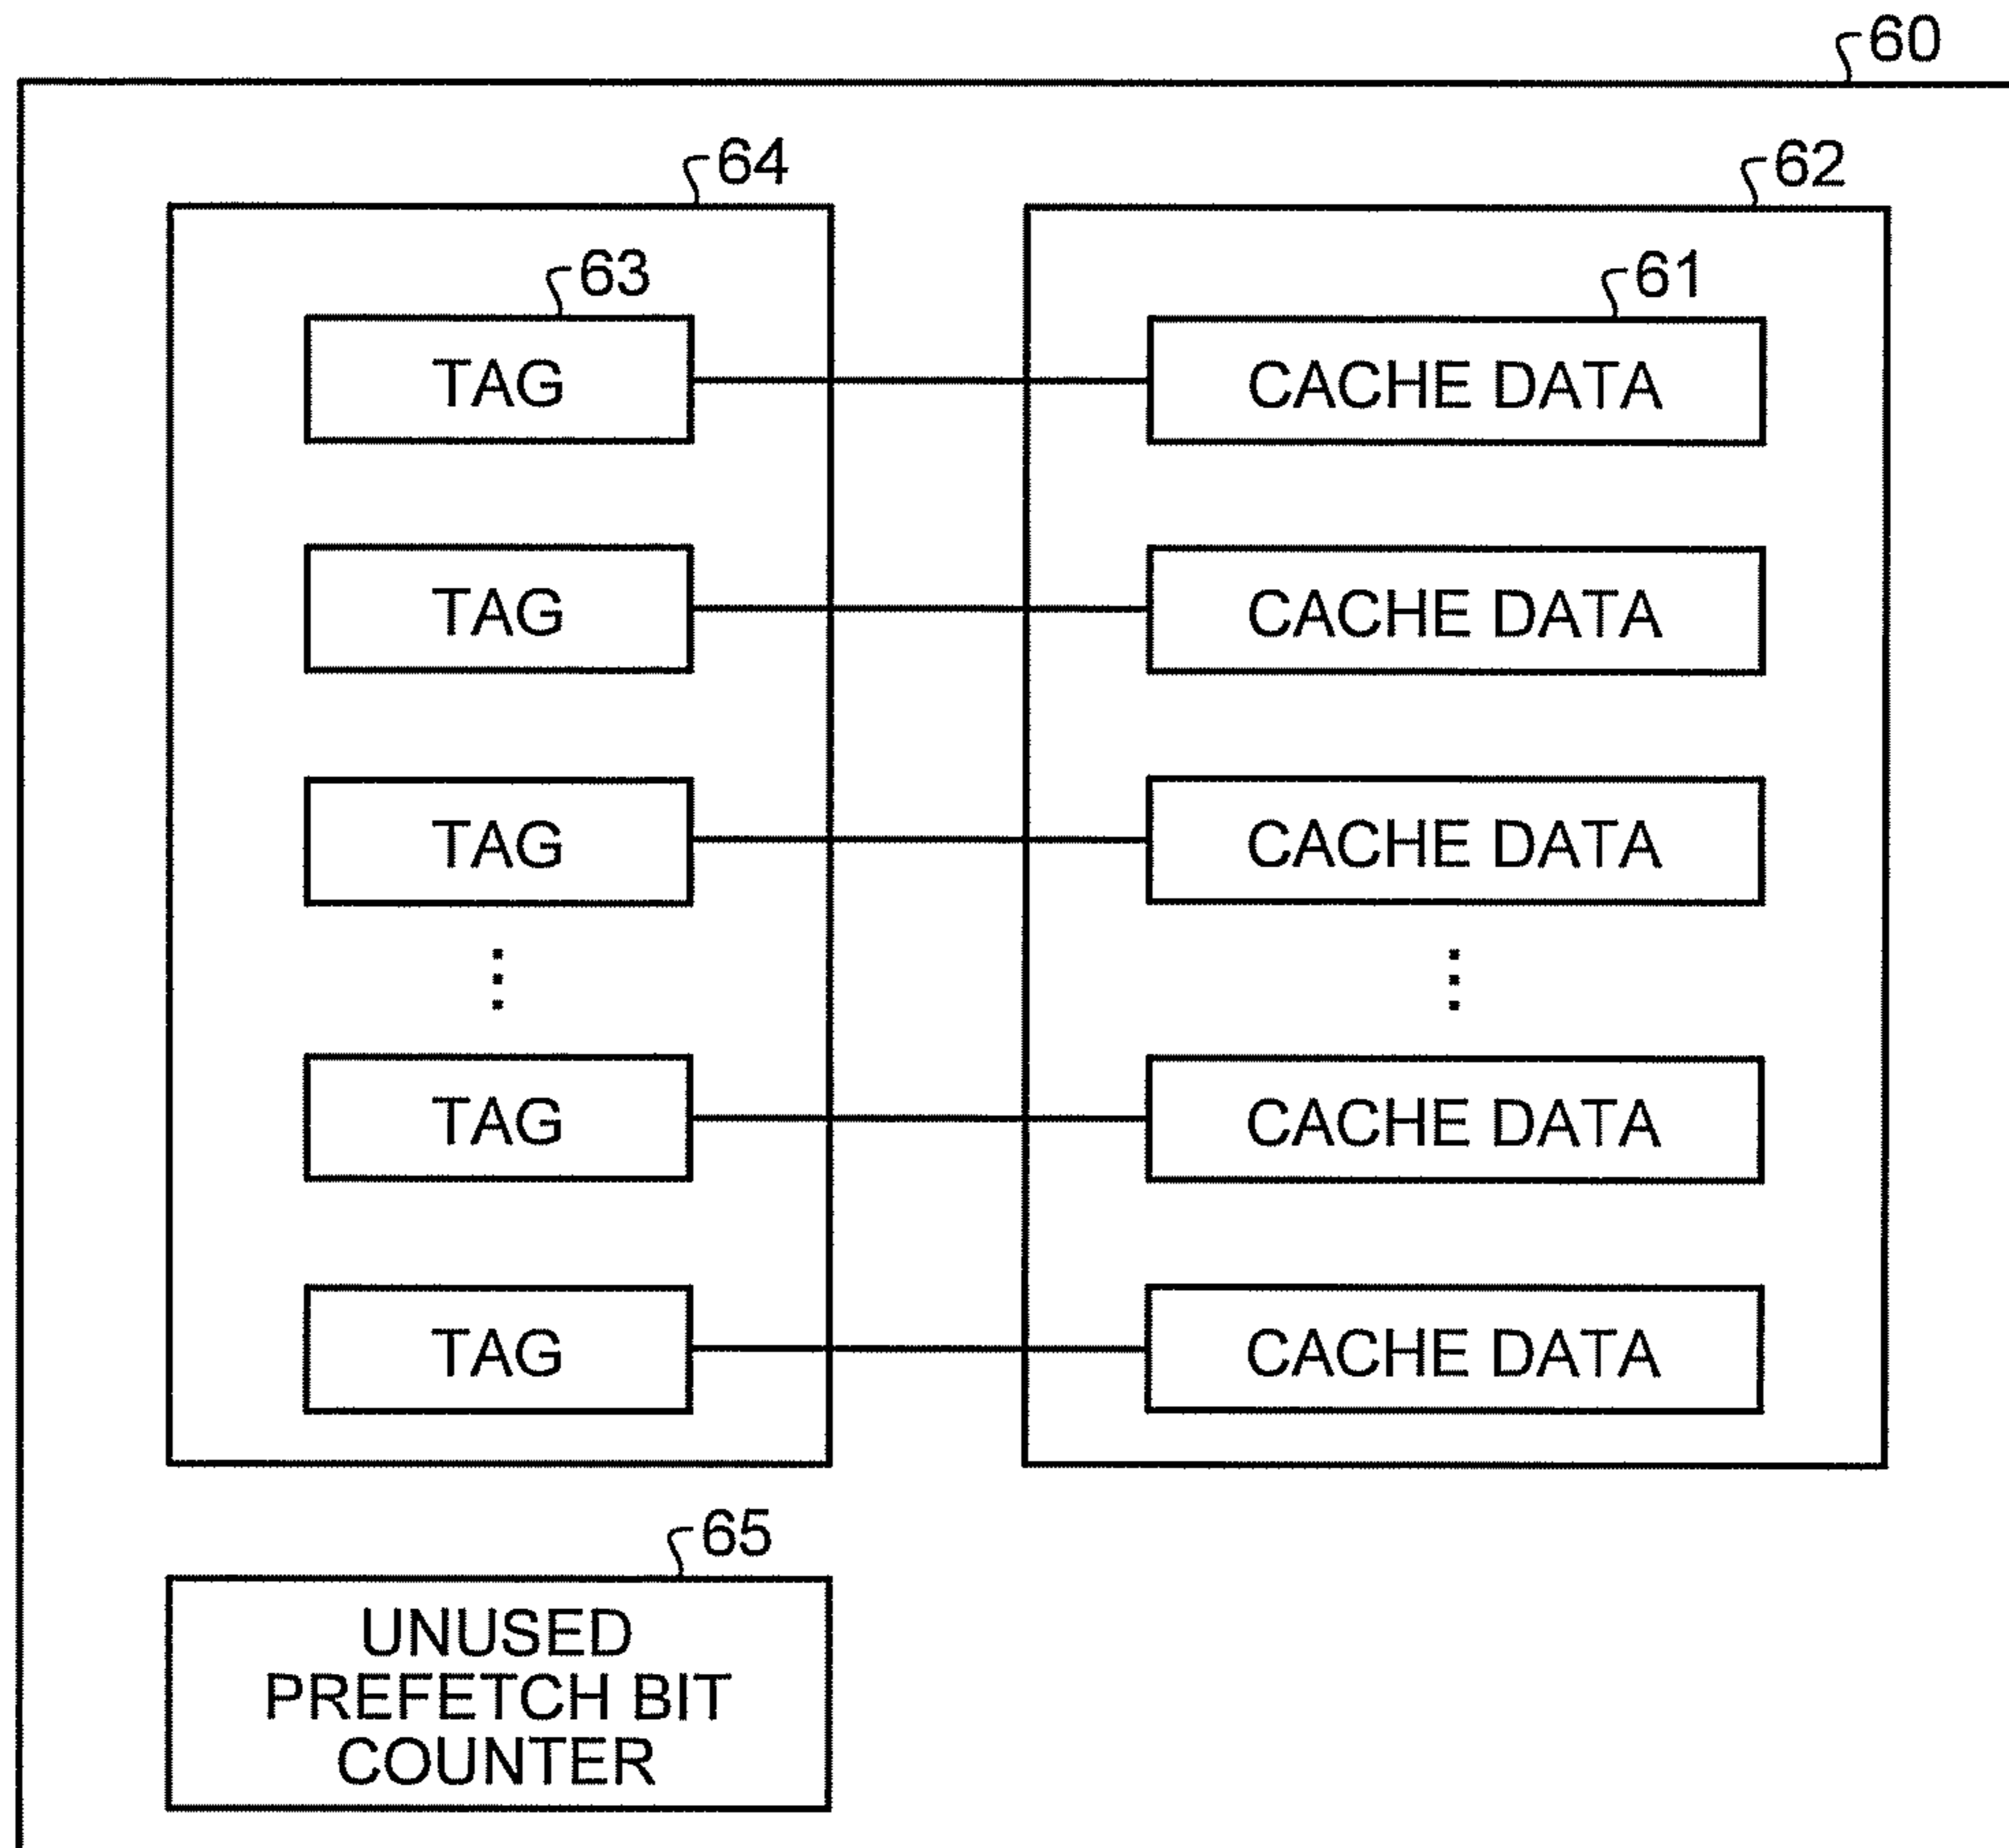 60
64
62
63
61
TAG
CACHE DATA
TAG
CACHE DATA
TAG
CACHE DATA
TAG
CACHE DATA
TAG
CACHE DATA
65
UNUSED
PREFETCH BIT
COUNTER